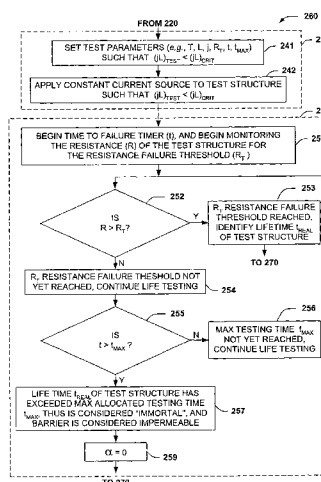 FROM 220
260
SET TEST PARAMETERS (e.g., T, L, j, R_T, I, t_MAX)
SUCH THAT (jL)_TEST < (jL)_CRIT
241
242
APPLY CONSTANT CURRENT SOURCE TO TEST STRUCTURE
SUCH THAT (jL)_TEST < (jL)_CRIT
BEGIN TIME TO FAILURE TIMER (t), AND BEGIN MONITORING
THE RESISTANCE (R) OF THE TEST STRUCTURE FOR
THE RESISTANCE FAILURE THRESHOLD (R_T)
252
253
IS
R > R_T?
Y
R, RESISTANCE FAILURE
THRESHOLD REACHED,
IDENTIFY LIFETIME t_REAL
OF TEST STRUCTURE
TO 270
N
R, RESISTANCE FAILURE THESHOLD NOT
YET REACHED, CONTINUE LIFE TESTING
254
255
256
IS
t > t_MAX ?
N
MAX TESTING TIME t_MAX
NOT YET REACHED,
CONTINUE LIFE TESTING
Y
LIFE TIME t_REAL OF TEST STRUCTURE HAS
EXCEEDED MAX ALLOCATED TESTING TIME
t_MAX, THUS IS CONSIDERED "IMMORTAL", AND
BARRIER IS CONSIDERED IMPERMEABLE
257
α = 0
259